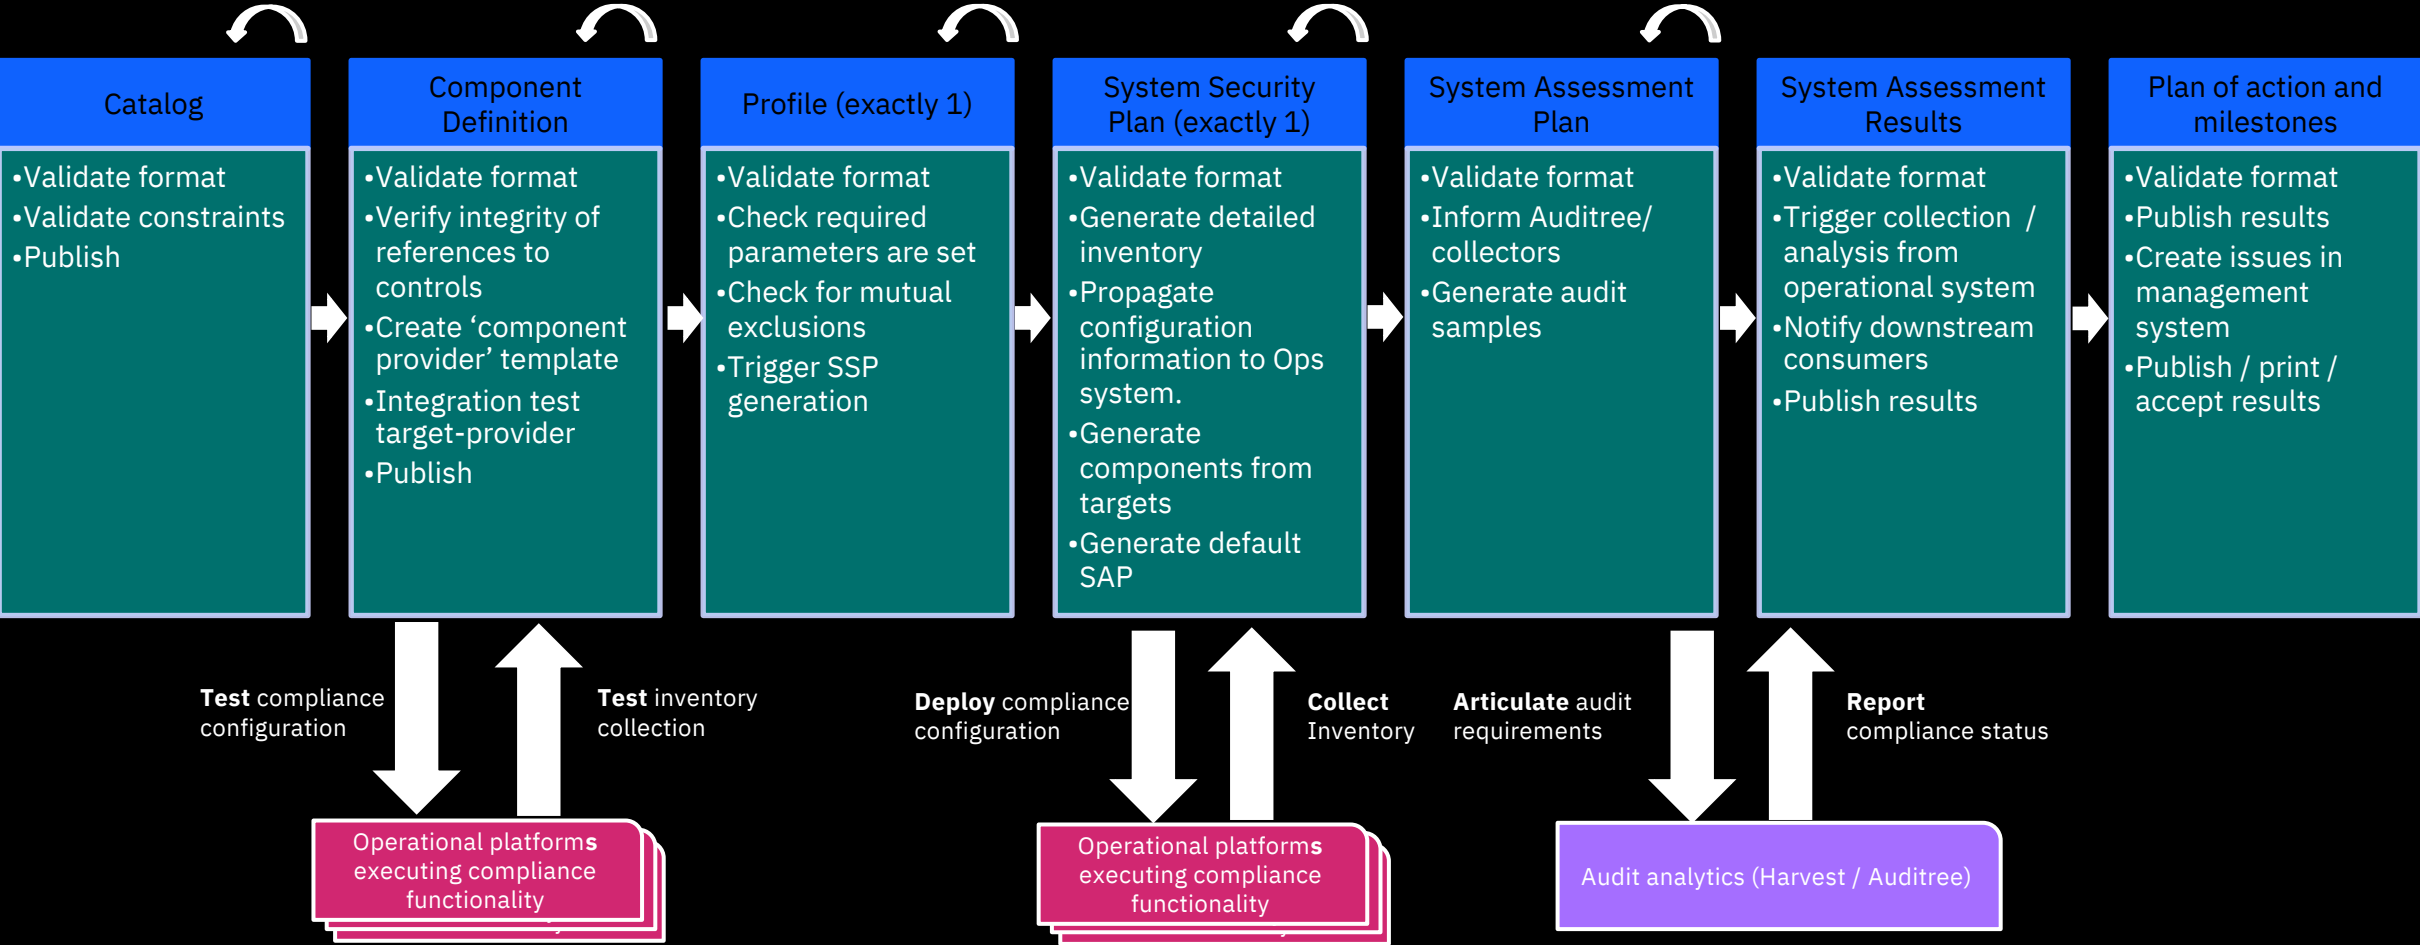 Catalog
•Validate format
•Validate constraints
•Publish
Component
Definition
•Validate format
•Verify integrity of
references to
controls
•Create ‘component
provider’ template
•Integration test
target-provider
•Publish
Profile (exactly 1)
•Validate format
•Check required
parameters are set
•Check for mutual
exclusions
•Trigger SSP
generation
System Security
Plan (exactly 1)
•Validate format
•Generate detailed
inventory
•Propagate
configuration
information to Ops
system.
•Generate
components from
targets
•Generate default
SAP
System Assessment
Plan
•Validate format
•Inform Auditree/
collectors
•Generate audit
samples
System Assessment
Results
•Validate format
•Trigger collection /
analysis from
operational system
•Notify downstream
consumers
•Publish results
Plan of action and
milestones
•Validate format
•Publish results
•Create issues in
management
system
•Publish / print /
accept results
Test compliance
configuration
Test inventory
collection
Deploy compliance
configuration
Collect
Inventory
Articulate audit
requirements
Report
compliance status
Operational platforms
executing compliance
functionality
Operational platforms
executing compliance
functionality
Audit analytics (Harvest / Auditree)